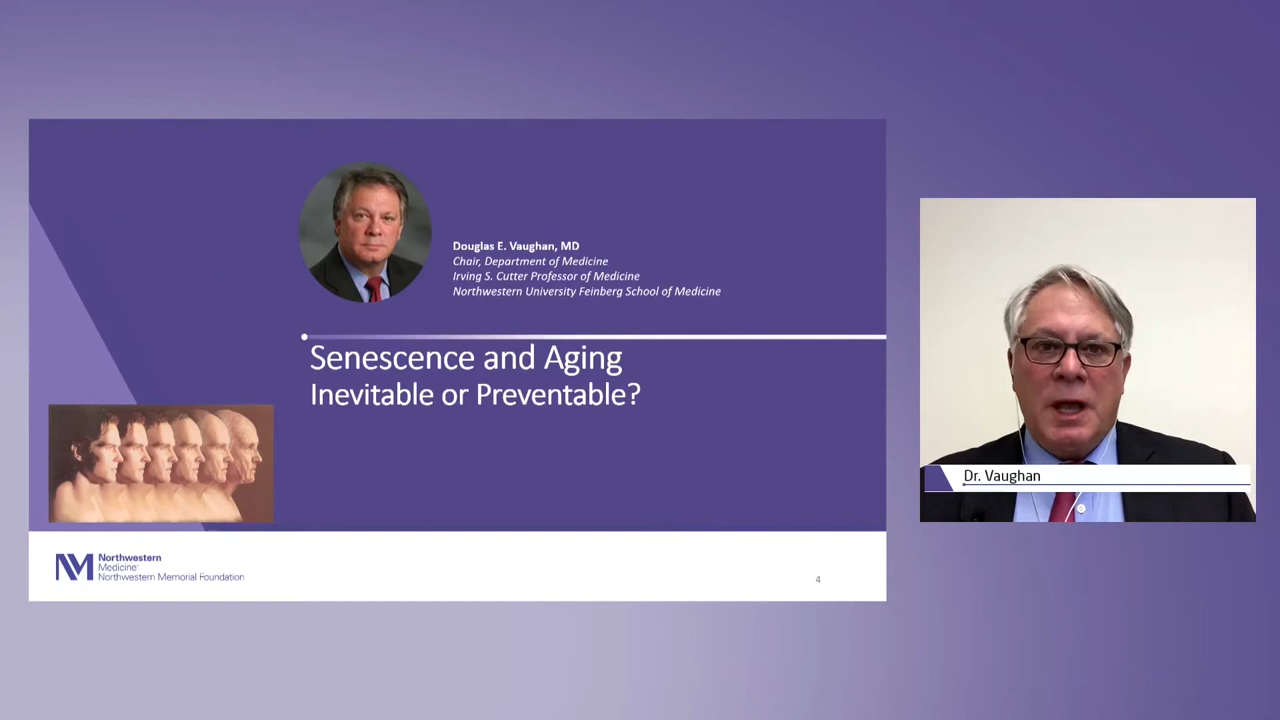 Douglas E. Vaughan, MD
Chair, Department of Medicine
Irving S. Cutter Professor of Medicine
Northwestern University Feinberg School of Medicine
Senescence and Aging
Inevitable or Preventable?
Northwestern
Medicine
Northwestern Memorial Foundation
4
Dr. Vaughan